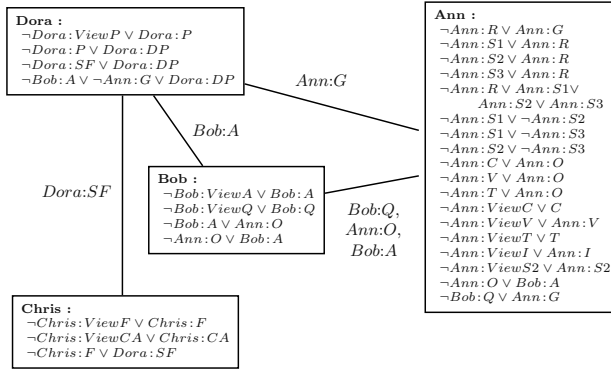 Dora :
¬Dora:ViewP ∨ Dora:P
¬Dora:P ∨ Dora:DP
¬Dora:SF ∨ Dora:DP
¬Bob:A ∨ ¬Ann:G ∨ Dora:DP
Ann:G
Bob:A
Dora:SF
Bob :
¬Bob:ViewA ∨ Bob:A
¬Bob:ViewQ ∨ Bob:Q
¬Bob:A ∨ Ann:O
¬Ann:O ∨ Bob:A
Bob:Q,
Ann:O,
Bob:A
Chris :
¬Chris:ViewF ∨ Chris:F
¬Chris:ViewCA ∨ Chris:CA
¬Chris:F ∨ Dora:SF
Ann :
¬Ann:R ∨ Ann:G
¬Ann:S1 ∨ Ann:R
¬Ann:S2 ∨ Ann:R
¬Ann:S3 ∨ Ann:R
¬Ann:R ∨ Ann:S1∨
Ann:S2 ∨ Ann:S3
¬Ann:S1 ∨ ¬Ann:S2
¬Ann:S1 ∨ ¬Ann:S3
¬Ann:S2 ∨ ¬Ann:S3
¬Ann:C ∨ Ann:O
¬Ann:V ∨ Ann:O
¬Ann:T ∨ Ann:O
¬Ann:ViewC ∨ C
¬Ann:ViewV ∨ Ann:V
¬Ann:ViewT ∨ T
¬Ann:ViewI ∨ Ann:I
¬Ann:ViewS2 ∨ Ann:S2
¬Ann:O ∨ Bob:A
¬Bob:Q ∨ Ann:G